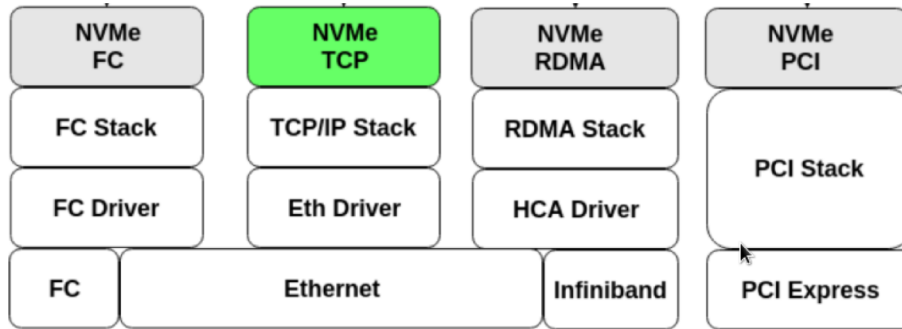 NVMe
FC
NVMe
TCP
NVMe
RDMA
NVMe
PCI
FC Stack
TCP/IP Stack
RDMA Stack
PCI Stack
FC Driver
Eth Driver
HCA Driver
FC
Ethernet
Infiniband
PCI Express